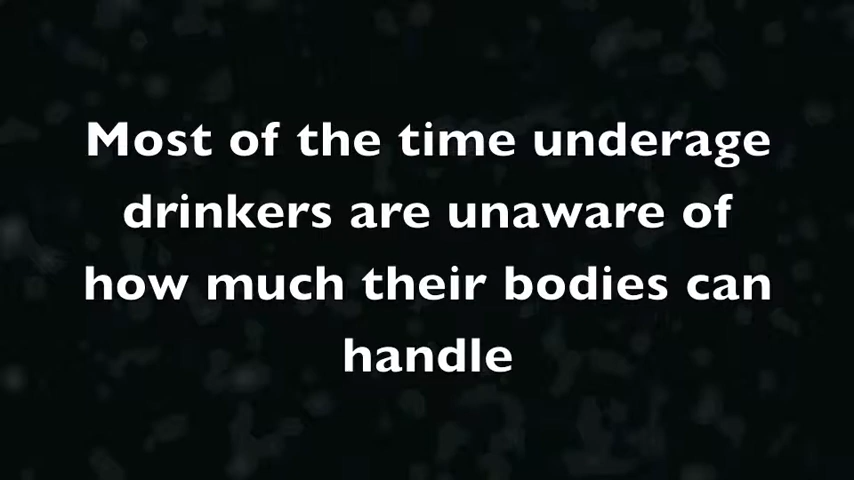 Most of the time underage
drinkers are unaware of
how much their bodies can
handle